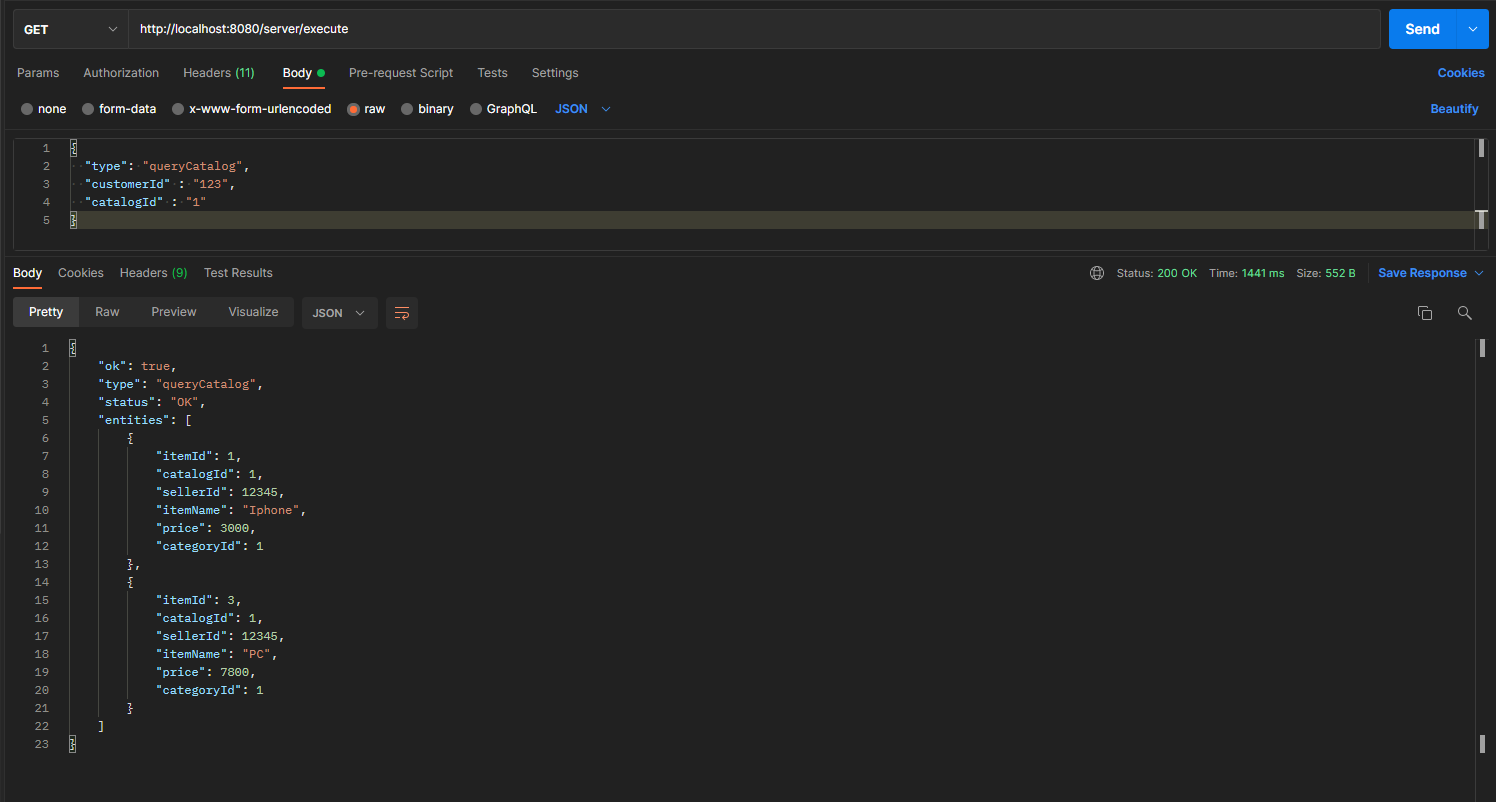 GET http://localhost:8080/server/execute Send
Params Authorization Headers (11) Body Pre-request Script Tests Settings Cookies
none form-data x-www-form-urlencoded raw binary GraphQL JSON Beautify
1 {
2 "type": "queryCatalog",
3 "customerId" : "123",
4 "catalogId" : "1"
5 }
Body Cookies Headers (9) Test Results Status: 200 OK Time: 1441 ms Size: 552 B Save Response
Pretty Raw Preview Visualize JSON
1 {
2 "ok": true,
3 "type": "queryCatalog",
4 "status": "OK",
5 "entities": [
6 {
7 "itemId": 1,
8 "catalogId": 1,
9 "sellerId": 12345,
10 "itemName": "Iphone",
11 "price": 3000,
12 "categoryId": 1
13 },
14 {
15 "itemId": 3,
16 "catalogId": 1,
17 "sellerId": 12345,
18 "itemName": "PC",
19 "price": 7800,
20 "categoryId": 1
21 }
22 ]
23 }